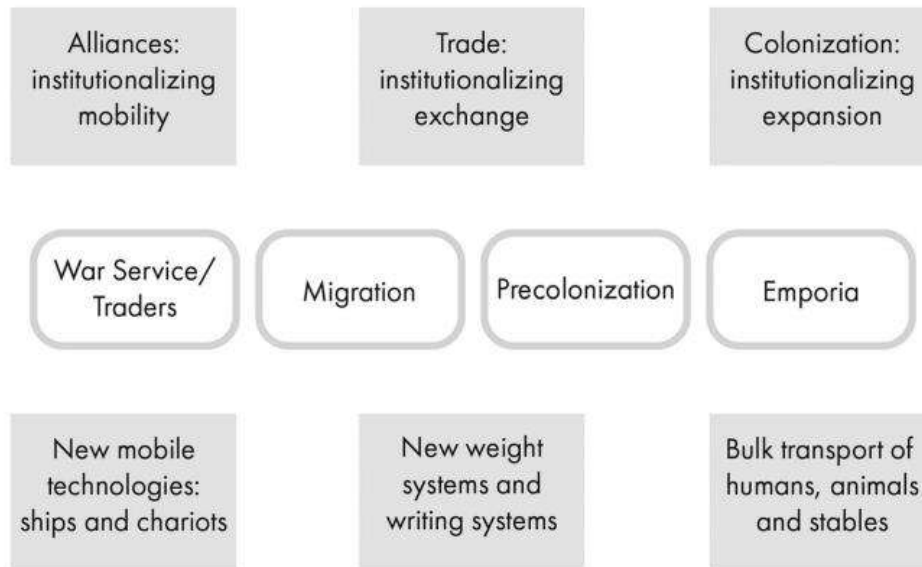 Alliances:
institutionalizing
mobility
Trade:
institutionalizing
exchange
Colonization:
institutionalizing
expansion
War Service/
Traders
Migration
Precolonization
Emporia
New mobile
technologies:
ships and chariots
New weight
systems and
writing systems
Bulk transport of
humans, animals
and stables